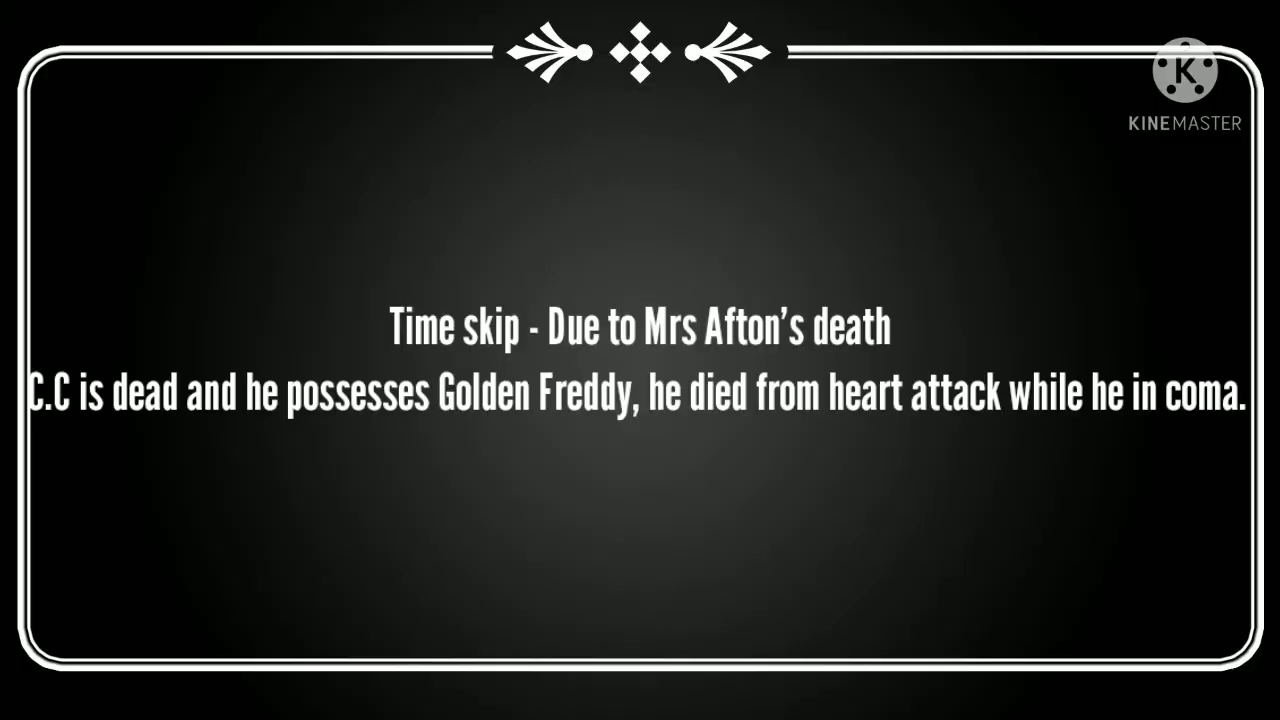 K
KINEMASTER
Time skip - Due to Mrs Afton's death
C.C is dead and he possesses Golden Freddy, he died from heart attack while he in coma.